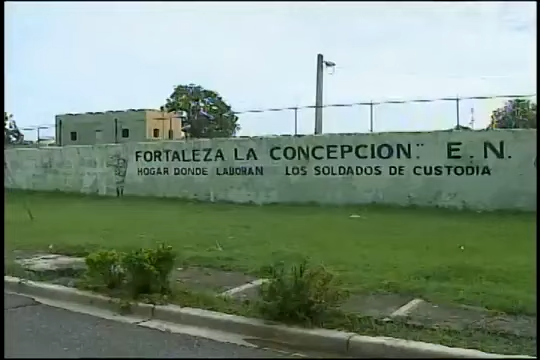 FORTALEZA LA CONCEPCION" E.N.
HOGAR DONDE LABORAN LOS SOLDADOS DE CUSTODIA